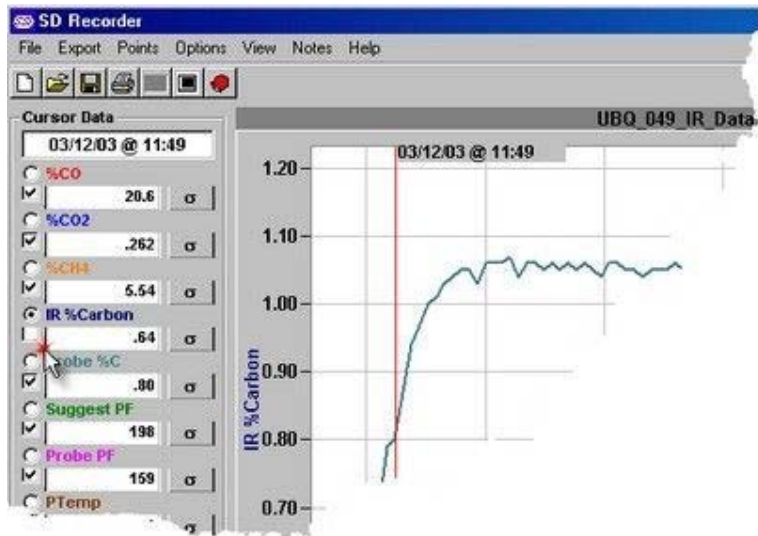 SD Recorder
File Export Points Options View Notes Help
Cursor Data
03/12/03 @ 11:49
%CO
20.6 σ
%CO2
.262 σ
%CH4
5.54 σ
IR %Carbon
.64 σ
Probe %C
.80 σ
Suggest PF
198 σ
Probe PF
159 σ
PTemp
σ
UBQ_049_IR_Data
03/12/03 @ 11:49
1.20
1.10
1.00
0.90
0.80
0.70
IR %Carbon